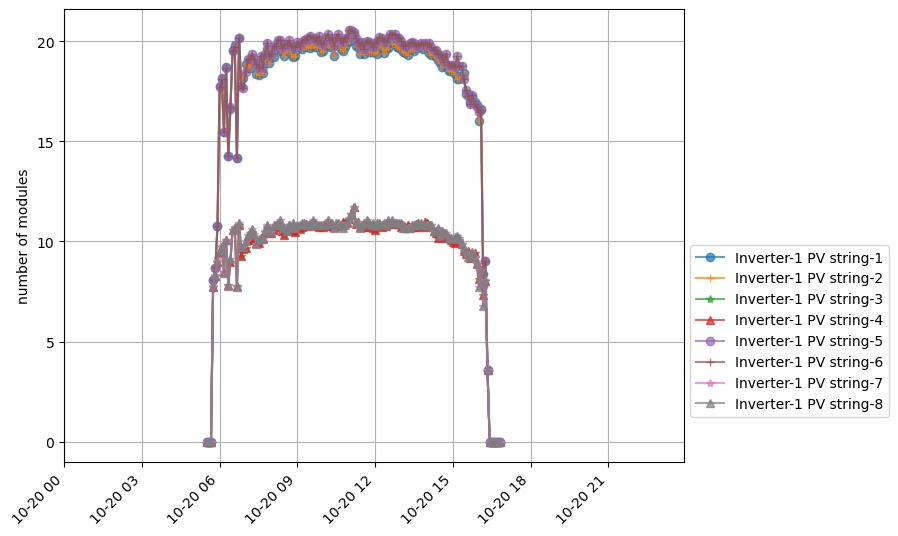 number of modules
20
15
10
5
0
10-20 00
10-20 03
10-20 06
10-20 09
10-20 12
10-20 15
10-20 18
10-20 21
Inverter-1 PV string-1
Inverter-1 PV string-2
Inverter-1 PV string-3
Inverter-1 PV string-4
Inverter-1 PV string-5
Inverter-1 PV string-6
Inverter-1 PV string-7
Inverter-1 PV string-8